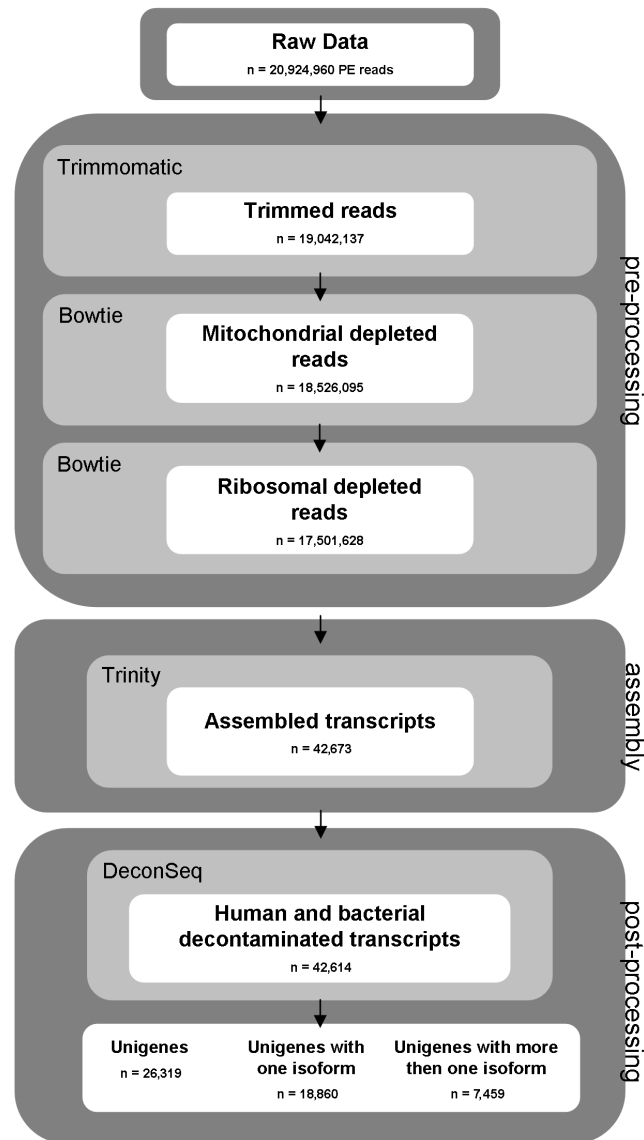 Raw Data
n = 20,924,960 PE reads
Trimmomatic
Trimmed reads
n = 19,042,137
Bowtie
Mitochondrial depleted
reads
n = 18,526,095
Bowtie
Ribosomal depleted
reads
n = 17,501,628
pre-processing
Trinity
Assembled transcripts
n = 42,673
assembly
DeconSeq
Human and bacterial
decontaminated transcripts
n = 42,614
Unigenes
n = 26,319
Unigenes with
one isoform
n = 18,860
Unigenes with more
then one isoform
n = 7,459
post-processing